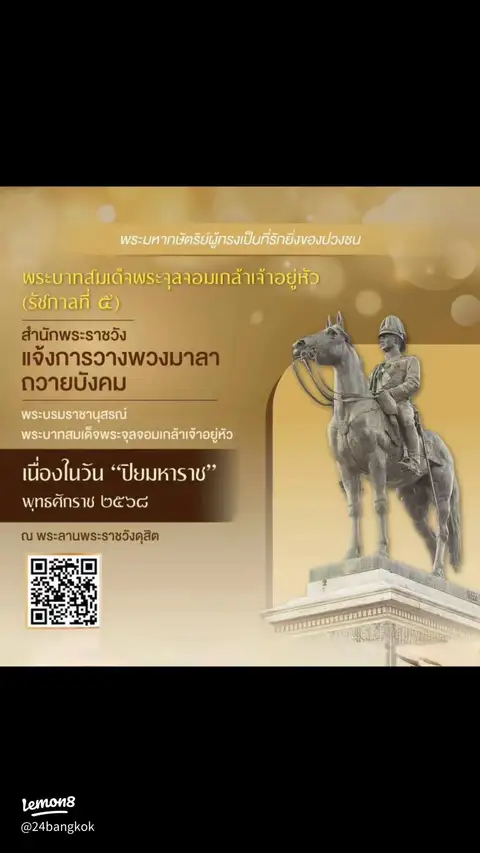 พระมหากษัตริย์ผู้ทรงเป็นที่รักยิ่งของปวงชน
พระบาทสมเด็จพระจุลจอมเกล้าเจ้าอยู่หัว
(รัชกาลที่ ๕)
สำนักพระราชวัง
แจ้งการวางพวงมาลา
ถวายบังคม
พระบรมราชานุสรณ์
พระบาทสมเด็จพระจุลจอมเกล้าเจ้าอยู่หัว
เนื่องในวัน “ปิยมหาราช”
พุทธศักราช ๒๕๖๘
ณ พระลานพระราชวังดุสิต
Lemon8
@24bangkok